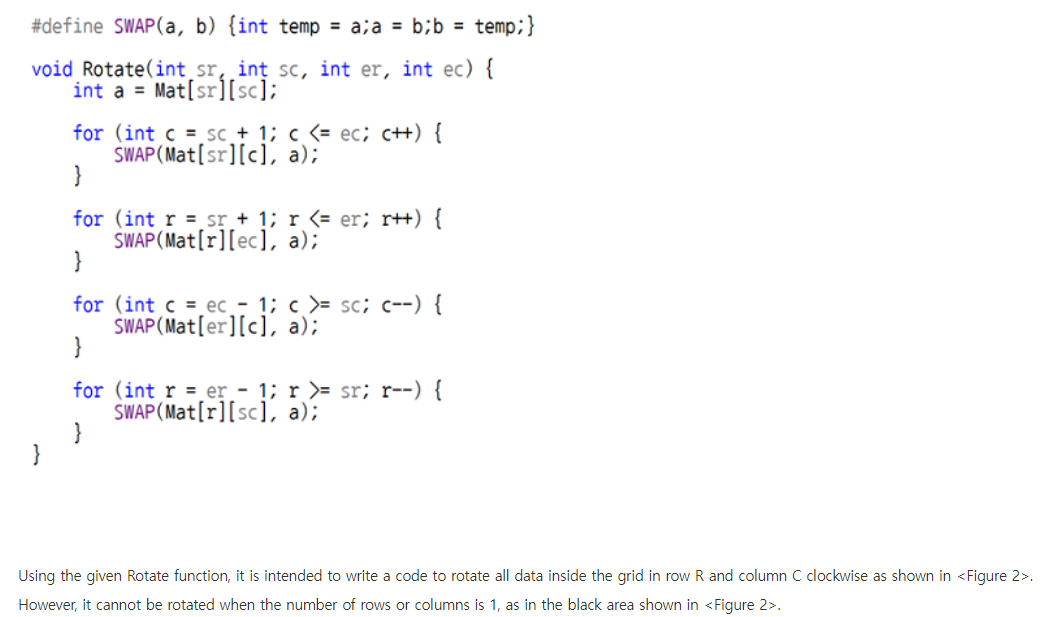 #define SWAP(a, b) {int temp = a;a = b;b = temp;}
void Rotate(int sr, int sc, int er, int ec) {
    int a = Mat[sr][sc];
    for (int c = sc + 1; c <= ec; c++) {
        SWAP(Mat[sr][c], a);
    }
    for (int r = sr + 1; r <= er; r++) {
        SWAP(Mat[r][ec], a);
    }
    for (int c = ec - 1; c >= sc; c--) {
        SWAP(Mat[er][c], a);
    }
    for (int r = er - 1; r >= sr; r--) {
        SWAP(Mat[r][sc], a);
    }
}
Using the given Rotate function, it is intended to write a code to rotate all data inside the grid in row R and column C clockwise as shown in <Figure 2>.
However, it cannot be rotated when the number of rows or columns is 1, as in the black area shown in <Figure 2>.